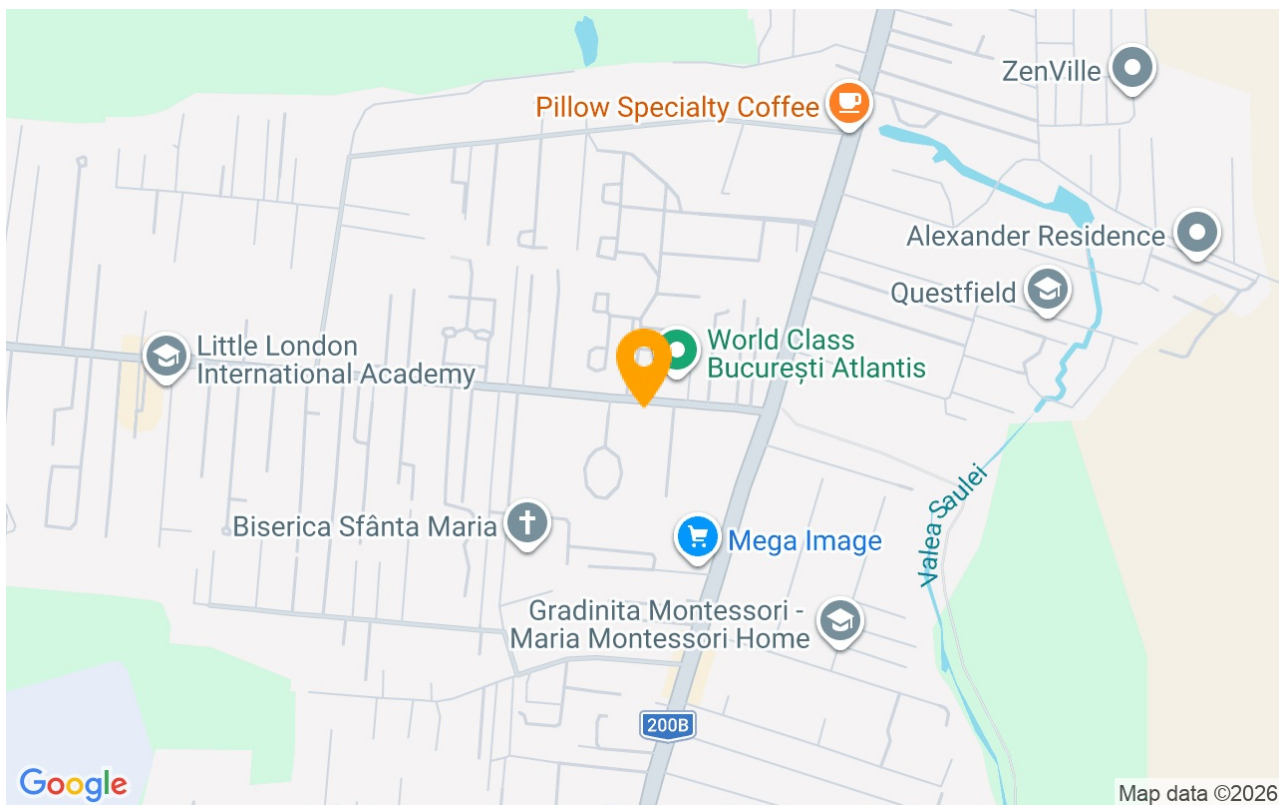 ZenVille
Pillow Specialty Coffee
Alexander Residence
Questfield
Little London
International Academy
World Class
București Atlantis
Valea Saulei
Biserica Sfânta Maria
Mega Image
Gradinita Montessori -
Maria Montessori Home
200B
Google
Map data ©2026